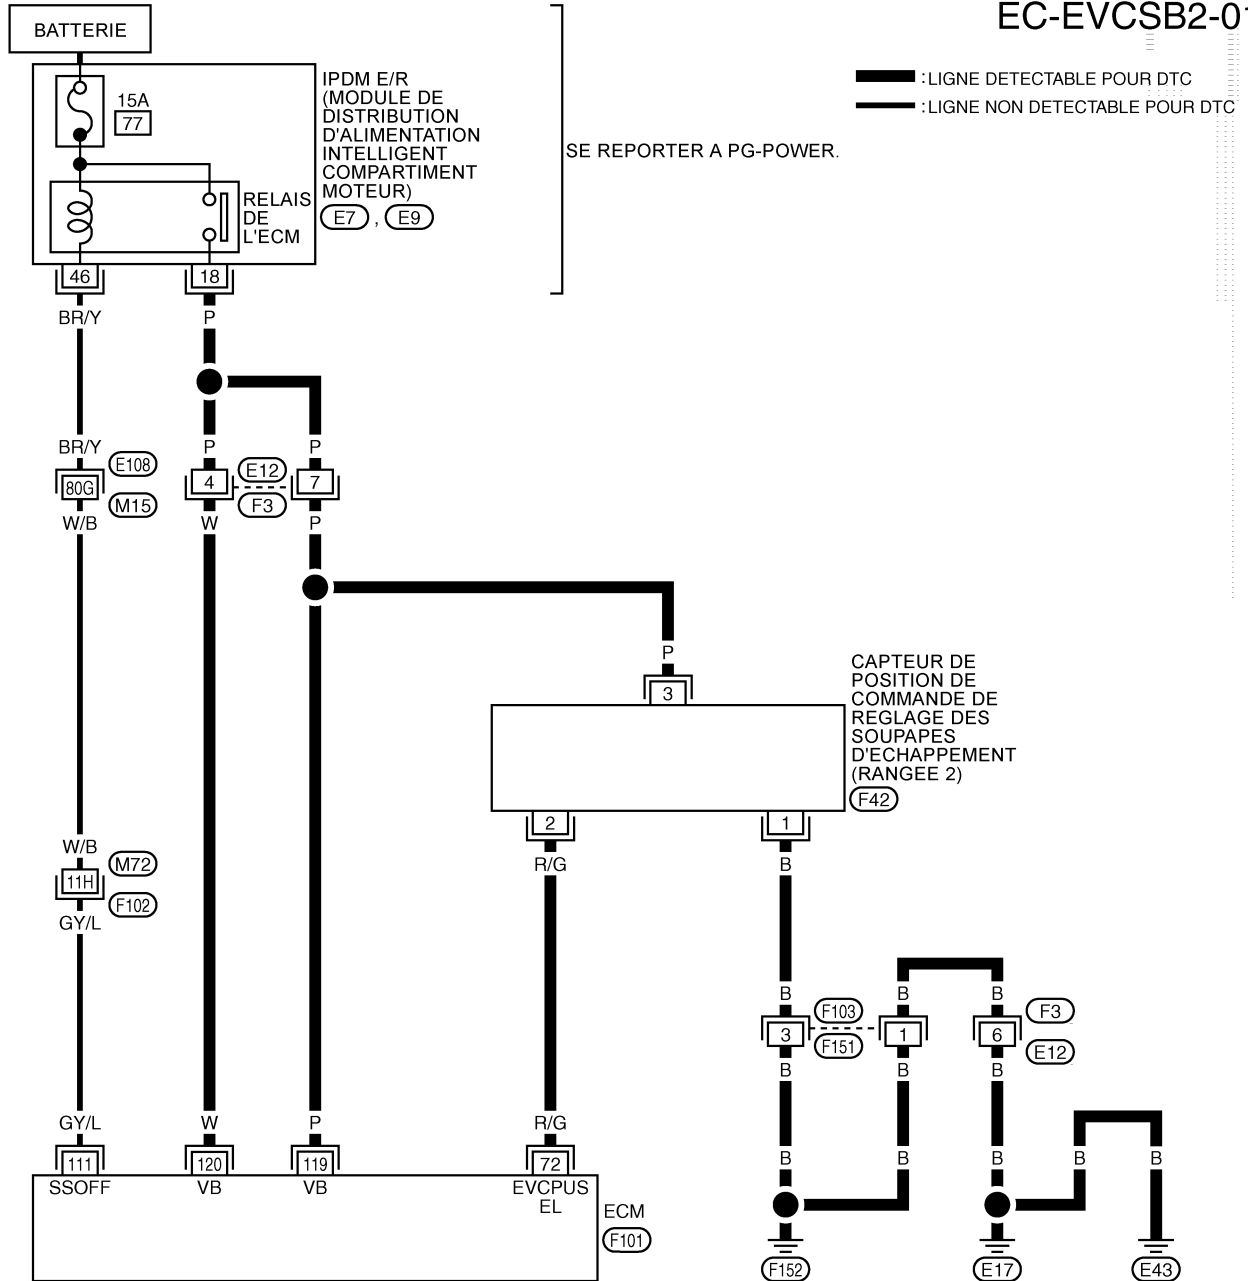 EC-EVCSB2-01
BATTERIE
15A
77
IPDM E/R
(MODULE DE
DISTRIBUTION
D'ALIMENTATION
INTELLIGENT
COMPARTIMENT
MOTEUR)
E7 , E9
RELAIS
DE
L'ECM
SE REPORTER A PG-POWER.
:LIGNE DETECTABLE POUR DTC
:LIGNE NON DETECTABLE POUR DTC
46
18
BR/Y
P
BR/Y
P
P
E108
80G
M15
4
E12
F3
7
W/B
W
P
P
3
CAPTEUR DE
POSITION DE
COMMANDE DE
REGLAGE DES
SOUPAPES
D'ECHAPPEMENT
(RANGEE 2)
F42
2
1
R/G
B
W/B
M72
11H
F102
GY/L
B
B
B
3
F103
F151
1
6
F3
E12
B
B
B
GY/L
W
P
R/G
B
B
B
B
B
111
120
119
72
SSOFF
VB
VB
EVCPUS
EL
ECM
F101
F152
E17
E43